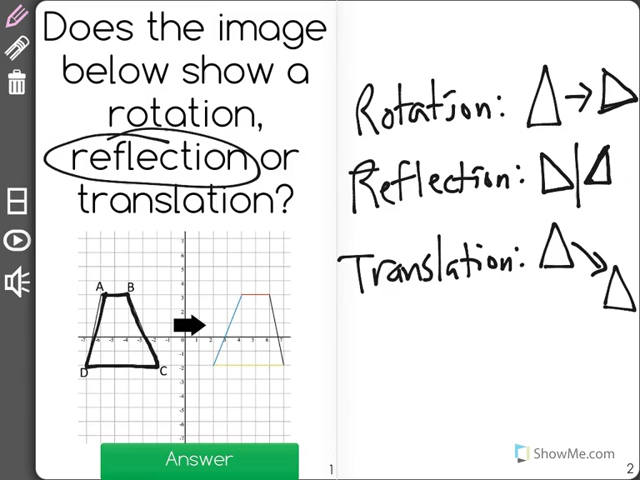 Does the image
below show a
rotation,
reflection or
translation?
A B
D C
Answer
1
Rotation:
Reflection:
Translation:
ShowMe.com
2